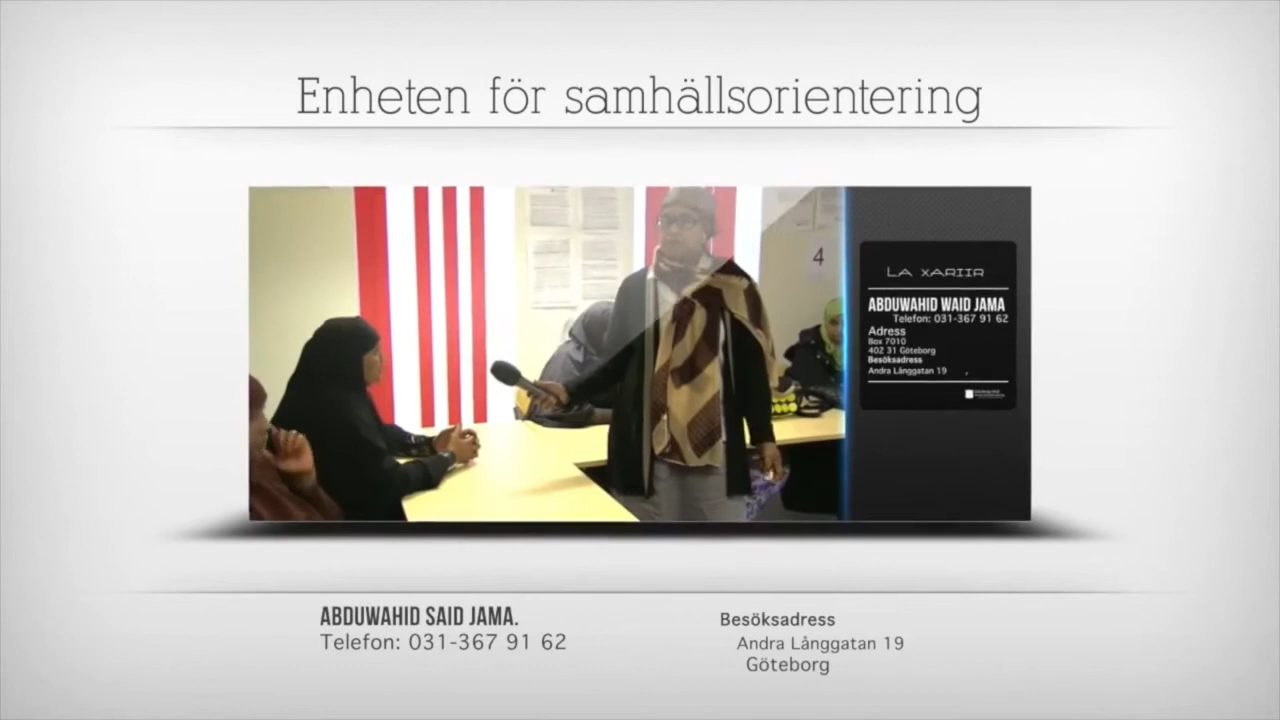 Enheten för samhällsorientering
4
LA XARIIR
ABDUWAHID WAID JAMA
Telefon: 031-367 91 62
Adress
Box 7010
402 31 Göteborg
Besöksadress
Andra Långgatan 19
ABDUWAHID SAID JAMA.
Telefon: 031-367 91 62
Besöksadress
Andra Långgatan 19
Göteborg